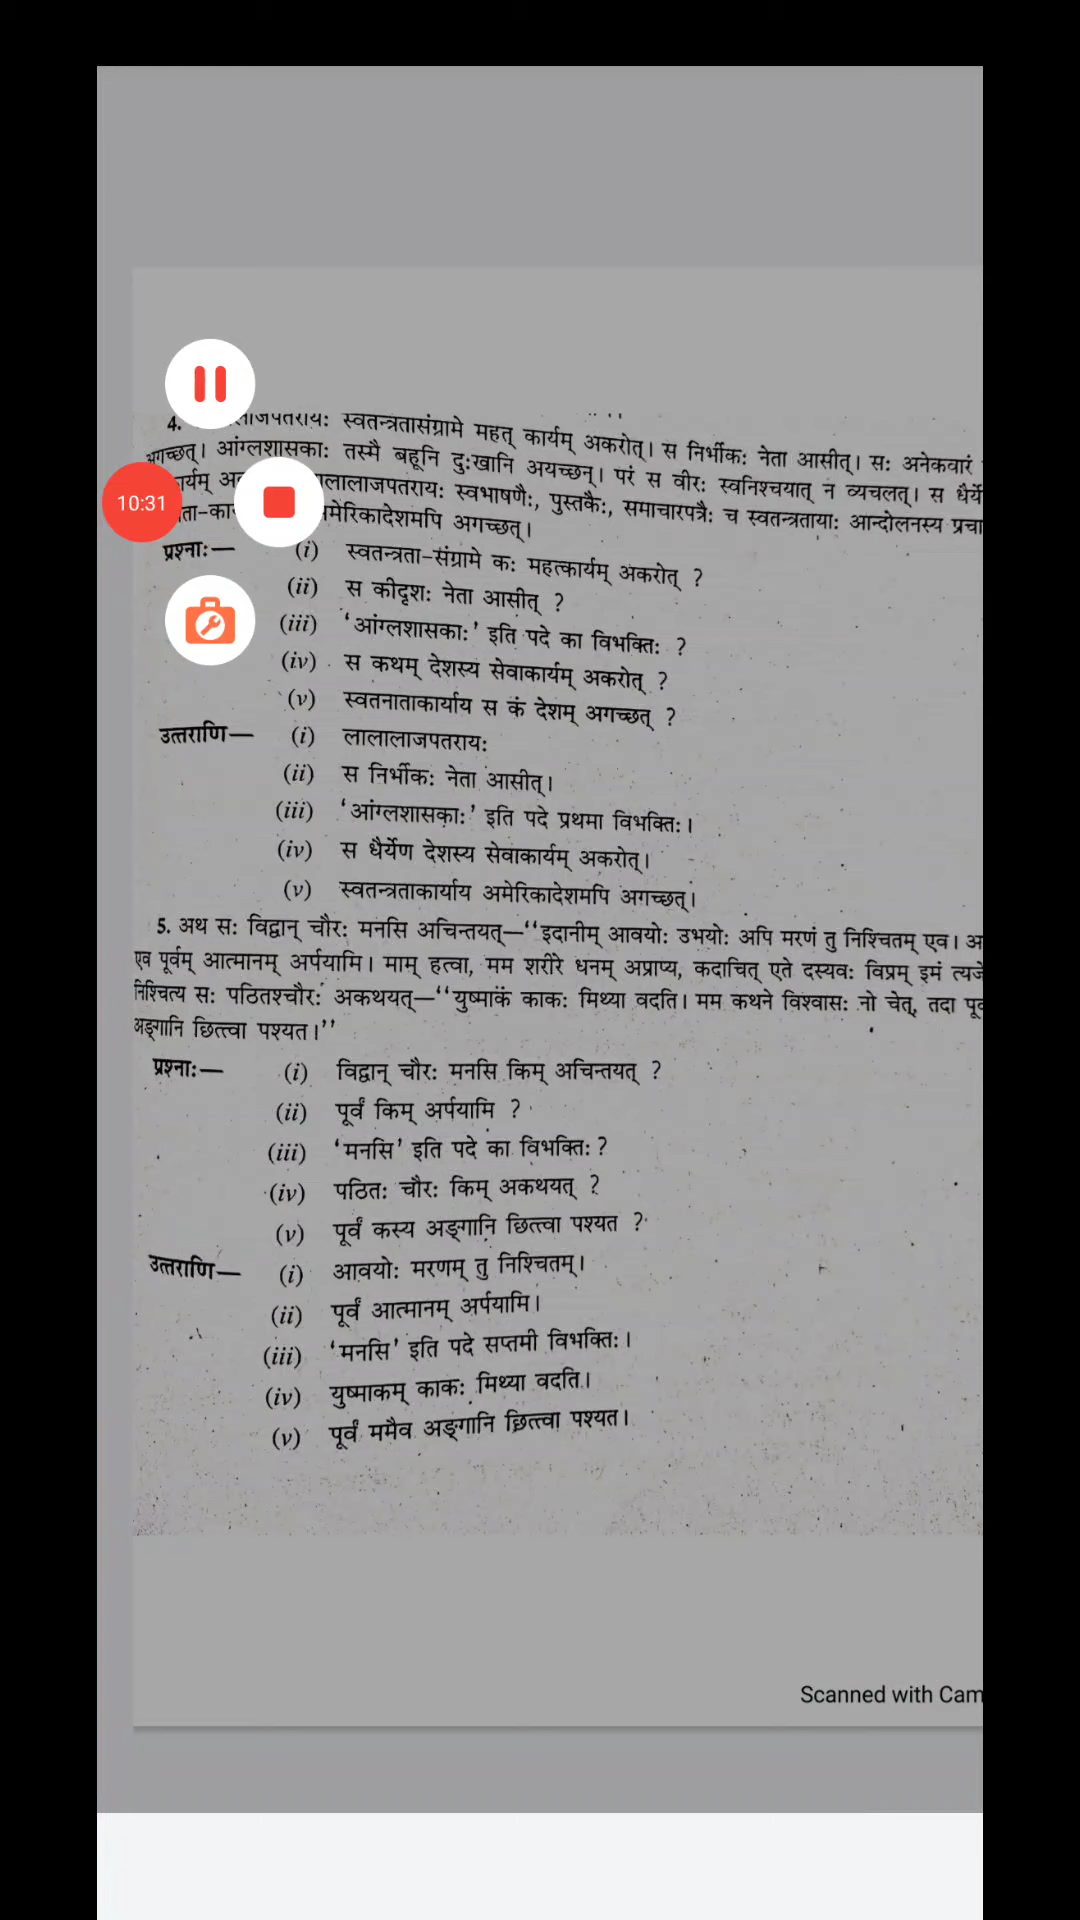 4. लाजपतरायः स्वतन्त्रतासंग्रामे महत् कार्यम् अकरोत्। स निर्भीकः नेता आसीत्। सः अनेकवारं
अगच्छत्। आंग्लशासकाः तस्मै बहूनि दुःखानि अयच्छन्। परं स वीरः स्वनिश्चयात् न व्यचलत्। स धैर्ये
र्यम् अ लालालाजपतरायः स्वभाषणैः, पुस्तकैः, समाचारपत्रैः च स्वतन्त्रतायाः आन्दोलनस्य प्रचा
10:31
ता-का मेरिकादेशमपि अगच्छत्।
प्रश्नाः— (i) स्वतन्त्रता-संग्रामे कः महत्कार्यम् अकरोत् ?
(ii) स कीदृशः नेता आसीत् ?
(iii) 'आंग्लशासकाः' इति पदे का विभक्तिः ?
(iv) स कथम् देशस्य सेवाकार्यम् अकरोत् ?
(v) स्वतनाताकार्याय स कं देशम् अगच्छत् ?
उत्तराणि— (i) लालालाजपतरायः
(ii) स निर्भीकः नेता आसीत्।
(iii) 'आंग्लशासकाः' इति पदे प्रथमा विभक्तिः।
(iv) स धैर्येण देशस्य सेवाकार्यम् अकरोत्।
(v) स्वतन्त्रताकार्याय अमेरिकादेशमपि अगच्छत्।
5. अथ सः विद्वान् चौरः मनसि अचिन्तयत्—"इदानीम् आवयोः उभयोः अपि मरणं तु निश्चितम् एव। अ
एव पूर्वम् आत्मानम् अर्पयामि। माम् हत्वा, मम शरीरे धनम् अप्राप्य, कदाचित् एते दस्यवः विप्रम् इमं त्यजे
निश्चित्य सः पठितश्चौरः अकथयत्—"युष्माकं काकः मिथ्या वदति। मम कथने विश्वासः नो चेत्, तदा पूर्व
अङ्गानि छित्त्वा पश्यत।"
प्रश्नाः— (i) विद्वान् चौरः मनसि किम् अचिन्तयत् ?
(ii) पूर्वं किम् अर्पयामि ?
(iii) 'मनसि' इति पदे का विभक्तिः ?
(iv) पठितः चौरः किम् अकथयत् ?
(v) पूर्वं कस्य अङ्गानि छित्त्वा पश्यत ?
उत्तराणि— (i) आवयोः मरणम् तु निश्चितम्।
(ii) पूर्वं आत्मानम् अर्पयामि।
(iii) 'मनसि' इति पदे सप्तमी विभक्तिः।
(iv) युष्माकम् काकः मिथ्या वदति।
(v) पूर्वं ममैव अङ्गानि छित्त्वा पश्यत।
Scanned with Cam